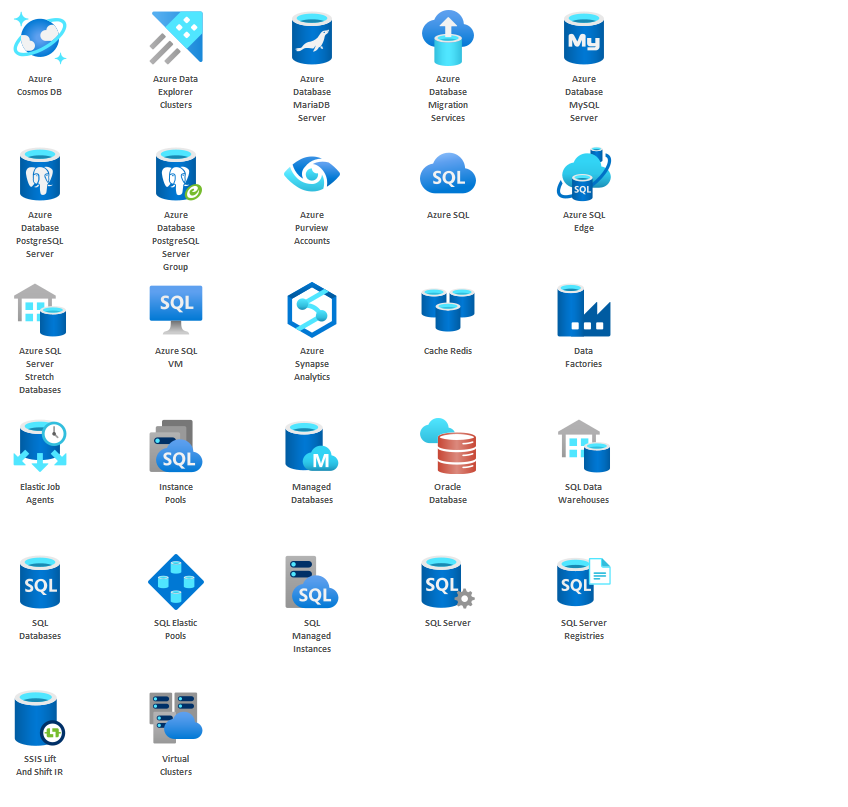 Azure
Cosmos DB
Azure Data
Explorer
Clusters
Azure
Database
MariaDB
Server
Azure
Database
Migration
Services
My
Azure
Database
MySQL
Server
Azure
Database
PostgreSQL
Server
Azure
Database
PostgreSQL
Server
Group
Azure
Purview
Accounts
SQL
Azure SQL
SQL
Azure SQL
Edge
Azure SQL
Server
Stretch
Databases
SQL
Azure SQL
VM
Azure
Synapse
Analytics
Cache Redis
Data
Factories
Elastic Job
Agents
SQL
Instance
Pools
M
Managed
Databases
Oracle
Database
SQL Data
Warehouses
SQL
SQL
Databases
SQL Elastic
Pools
SQL
SQL
Managed
Instances
SQL
SQL Server
SQL
SQL Server
Registries
SSIS Lift
And Shift IR
Virtual
Clusters